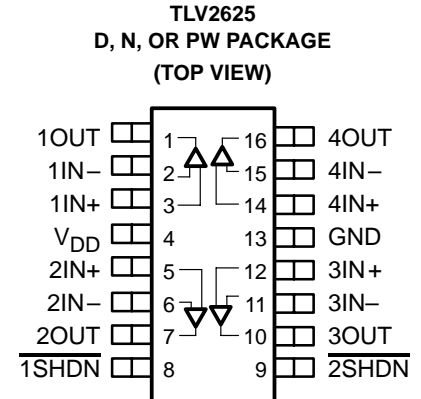 TLV2625
D, N, OR PW PACKAGE
(TOP VIEW)
1OUT 1 16 4OUT
1IN− 2 15 4IN−
1IN+ 3 14 4IN+
VDD 4 13 GND
2IN+ 5 12 3IN+
2IN− 6 11 3IN−
2OUT 7 10 3OUT
1SHDN 8 9 2SHDN